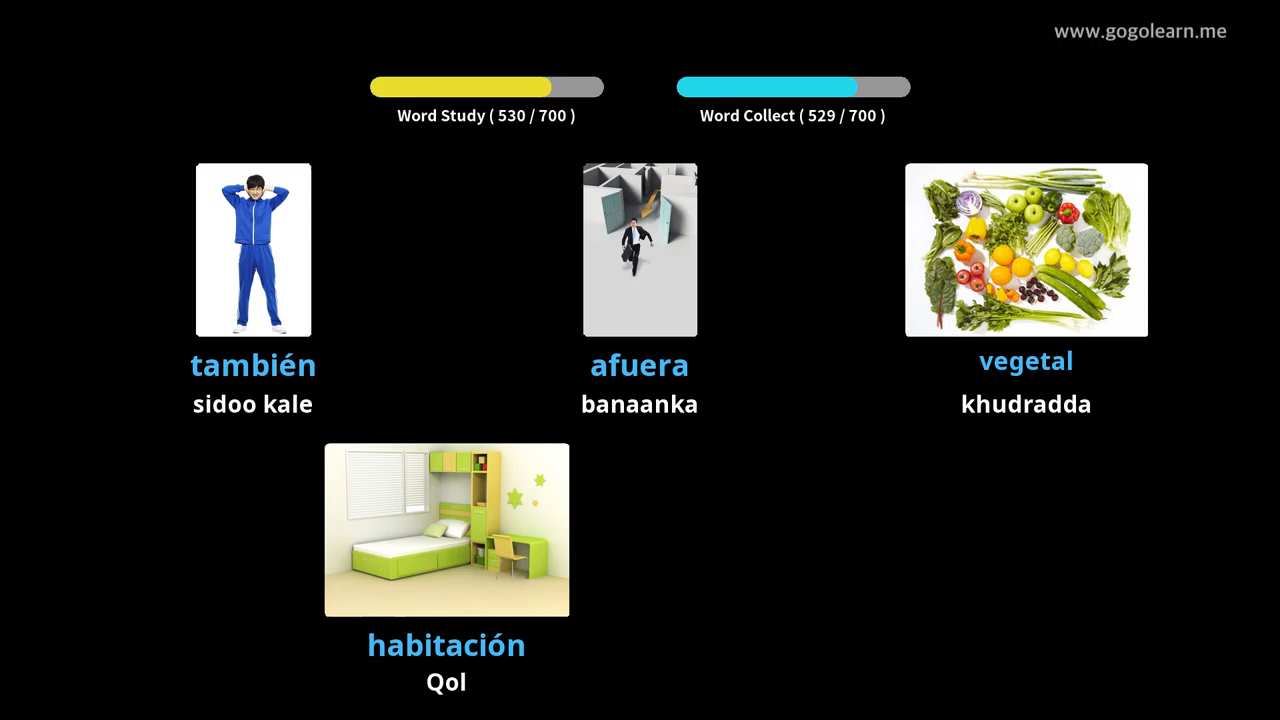 www.gogolearn.me
Word Study ( 530 / 700 )
Word Collect ( 529 / 700 )
también
afuera
vegetal
sidoo kale
banaanka
khudradda
habitación
Qol